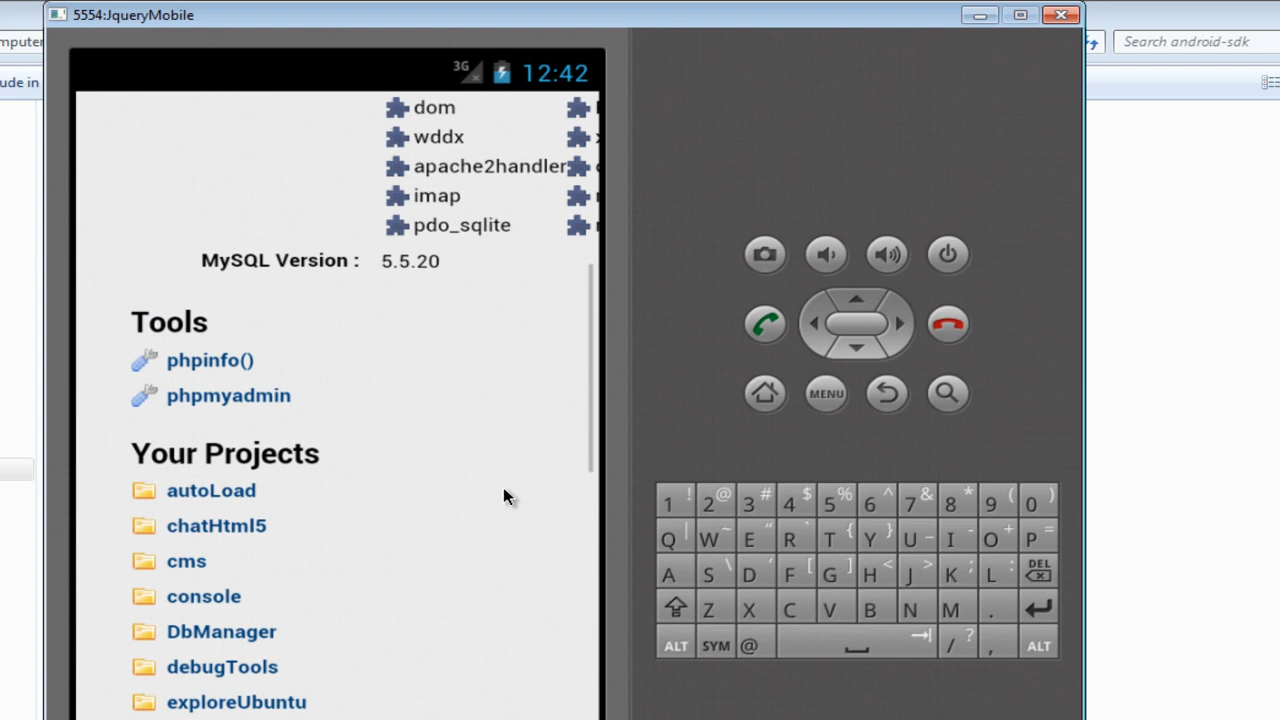 5554:JqueryMobile
mputer
Search android-sdk
ude in
3G 12:42
dom
wddx
apache2handler
imap
pdo_sqlite
MySQL Version : 5.5.20
Tools
phpinfo()
phpmyadmin
Your Projects
autoLoad
chatHtml5
cms
console
DbManager
debugTools
exploreUbuntu
MENU
1 ! 2 @ 3 # 4 $ 5 % 6 ^ 7 & 8 * 9 ( 0 )
Q | W ~ E " R ` T { Y } U _ I - O + P =
A S \ D ' F [ G ] H < J > K ; L : DEL
Z X C V B N M .
ALT SYM @ / ? , ALT